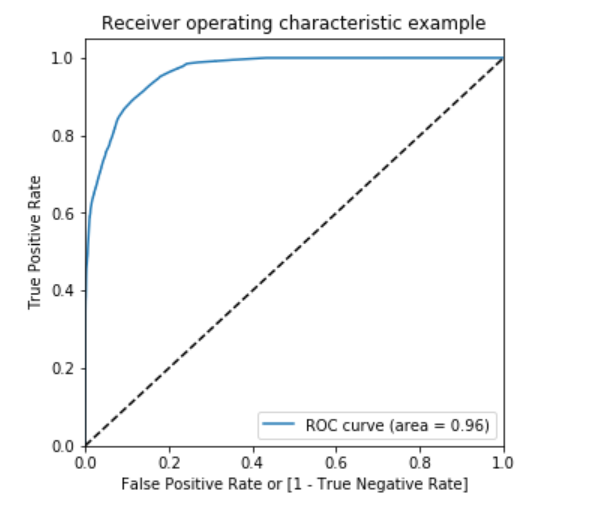 Receiver operating characteristic example
1.0
0.8
0.6
0.4
0.2
0.0
True Positive Rate
ROC curve (area = 0.96)
0.0 0.2 0.4 0.6 0.8 1.0
False Positive Rate or [1 - True Negative Rate]